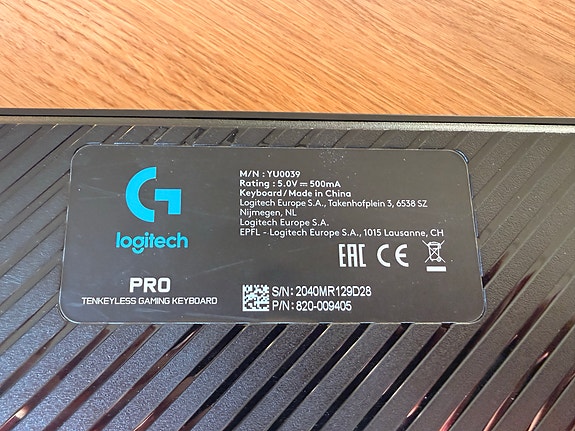 logitech
PRO
TENKEYLESS GAMING KEYBOARD
M/N : YU0039
Rating : 5.0V⎓500mA
Keyboard/Made in China
Logitech Europe S.A., Takenhofplein 3, 6538 SZ
Nijmegen, NL
Logitech Europe S.A.
EPFL - Logitech Europe S.A., 1015 Lausanne, CH
EAC CE
S/N: 2040MR129D28
P/N: 820-009405